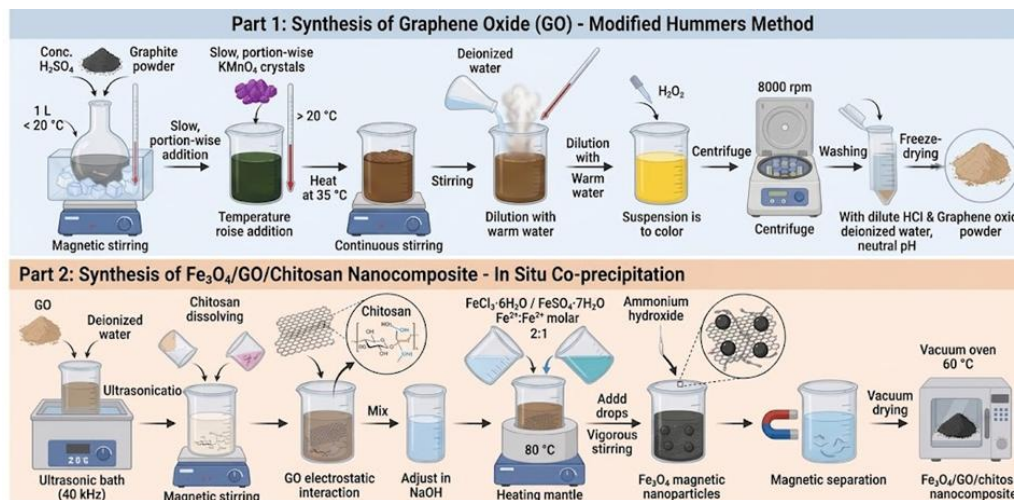 Part 1: Synthesis of Graphene Oxide (GO) - Modified Hummers Method
Conc.
H₂SO₄
Graphite
powder
1 L
< 20 °C
Magnetic stirring
Slow,
portion-wise
addition
Slow, portion-wise
KMnO₄ crystals
> 20 °C
Temperature
roise addition
Heat
at 35 °C
Continuous stirring
Stirring
Deionized
water
Dilution with
warm water
Dilution
with
Warm
water
H₂O₂
Suspension is
to color
Centrifuge
8000 rpm
Centrifuge
Washing
With dilute HCl &
deionized water,
neutral pH
Freeze-
drying
Graphene oxid
powder
Part 2: Synthesis of Fe₃O₄/GO/Chitosan Nanocomposite - In Situ Co-precipitation
GO
Deionized
water
Ultrasonic bath
(40 kHz)
Ultrasonicatio
Chitosan
dissolving
Magnetic stirring
Chitosan
GO electrostatic
interaction
Mix
Adjust in
NaOH
FeCl₃·6H₂O / FeSO₄·7H₂O
Fe²⁺:Fe²⁺ molar
2:1
80 °C
Heating mantle
Addd
drops
Vigorous
stirring
Ammonium
hydroxide
Fe₃O₄ magnetic
nanoparticles
Magnetic separation
Vacuum
drying
Vacuum oven
60 °C
Fe₃O₄/GO/chitos
nanocomposite